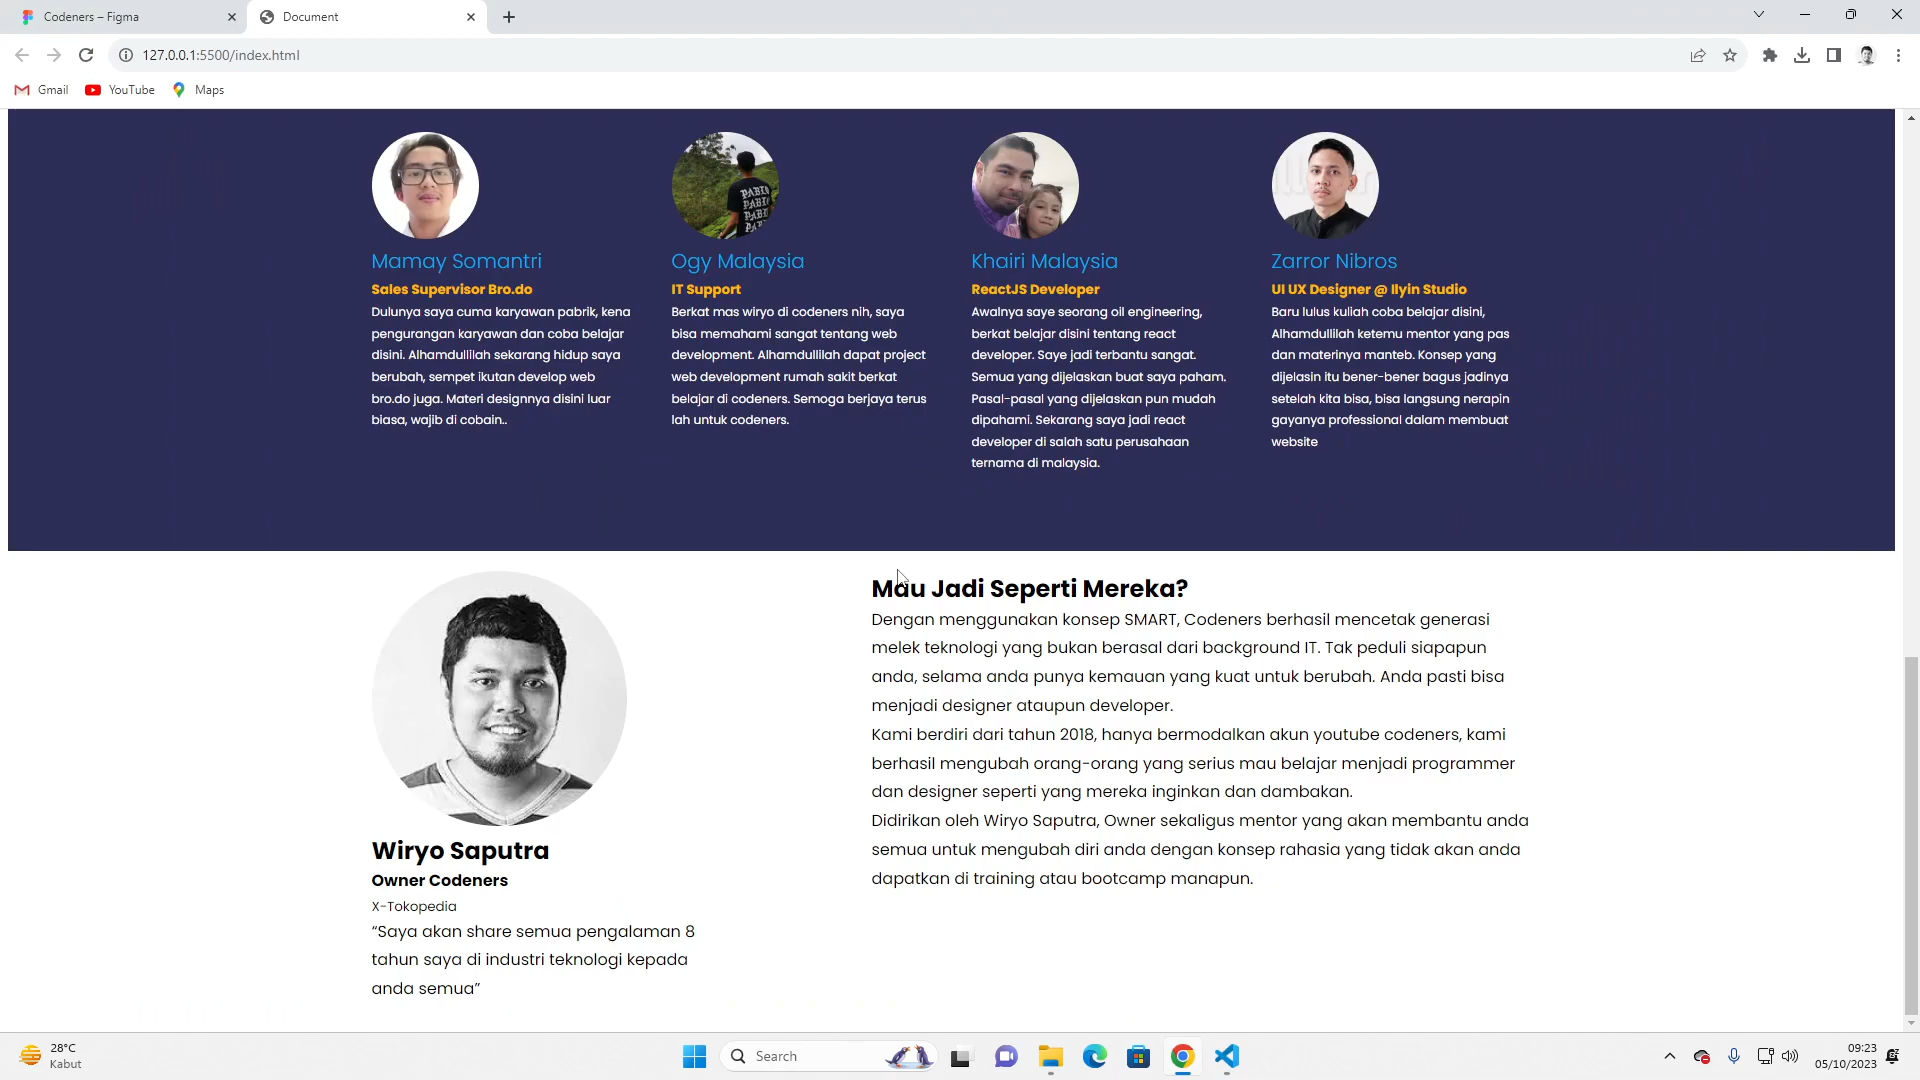 Codeners – Figma
Document
127.0.0.1:5500/index.html
Gmail
YouTube
Maps
PABLO
PABLO
PABLO
Mamay Somantri
Sales Supervisor Bro.do
Dulunya saya cuma karyawan pabrik, kena
pengurangan karyawan dan coba belajar
disini. Alhamdullilah sekarang hidup saya
berubah, sempet ikutan develop web
bro.do juga. Materi designnya disini luar
biasa, wajib di cobain..
Ogy Malaysia
IT Support
Berkat mas wiryo di codeners nih, saya
bisa memahami sangat tentang web
development. Alhamdullilah dapat project
web development rumah sakit berkat
belajar di codeners. Semoga berjaya terus
lah untuk codeners.
Khairi Malaysia
ReactJS Developer
Awalnya saye seorang oil engineering,
berkat belajar disini tentang react
developer. Saye jadi terbantu sangat.
Semua yang dijelaskan buat saya paham.
Pasal-pasal yang dijelaskan pun mudah
dipahami. Sekarang saya jadi react
developer di salah satu perusahaan
ternama di malaysia.
Zarror Nibros
UI UX Designer @ Ilyin Studio
Baru lulus kuliah coba belajar disini,
Alhamdullilah ketemu mentor yang pas
dan materinya manteb. Konsep yang
dijelasin itu bener-bener bagus jadinya
setelah kita bisa, bisa langsung nerapin
gayanya professional dalam membuat
website
Wiryo Saputra
Owner Codeners
X-Tokopedia
“Saya akan share semua pengalaman 8
tahun saya di industri teknologi kepada
anda semua”
Mau Jadi Seperti Mereka?
Dengan menggunakan konsep SMART, Codeners berhasil mencetak generasi
melek teknologi yang bukan berasal dari background IT. Tak peduli siapapun
anda, selama anda punya kemauan yang kuat untuk berubah. Anda pasti bisa
menjadi designer ataupun developer.
Kami berdiri dari tahun 2018, hanya bermodalkan akun youtube codeners, kami
berhasil mengubah orang-orang yang serius mau belajar menjadi programmer
dan designer seperti yang mereka inginkan dan dambakan.
Didirikan oleh Wiryo Saputra, Owner sekaligus mentor yang akan membantu anda
semua untuk mengubah diri anda dengan konsep rahasia yang tidak akan anda
dapatkan di training atau bootcamp manapun.
28°C
Kabut
Search
09:23
05/10/2023